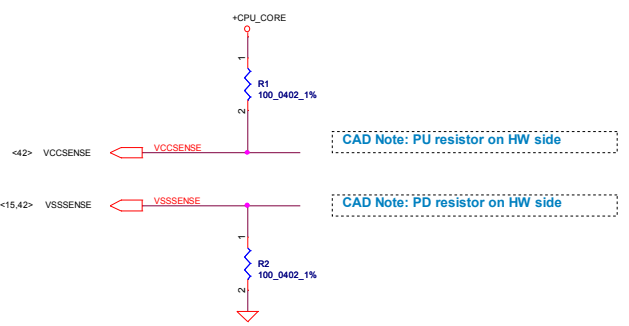 +CPU_CORE
1
R1
100_0402_1%
2
CAD Note: PU resistor on HW side
<42> VCCSENSE VCCSENSE
<15,42> VSSSENSE VSSSENSE
CAD Note: PD resistor on HW side
1
R2
100_0402_1%
2